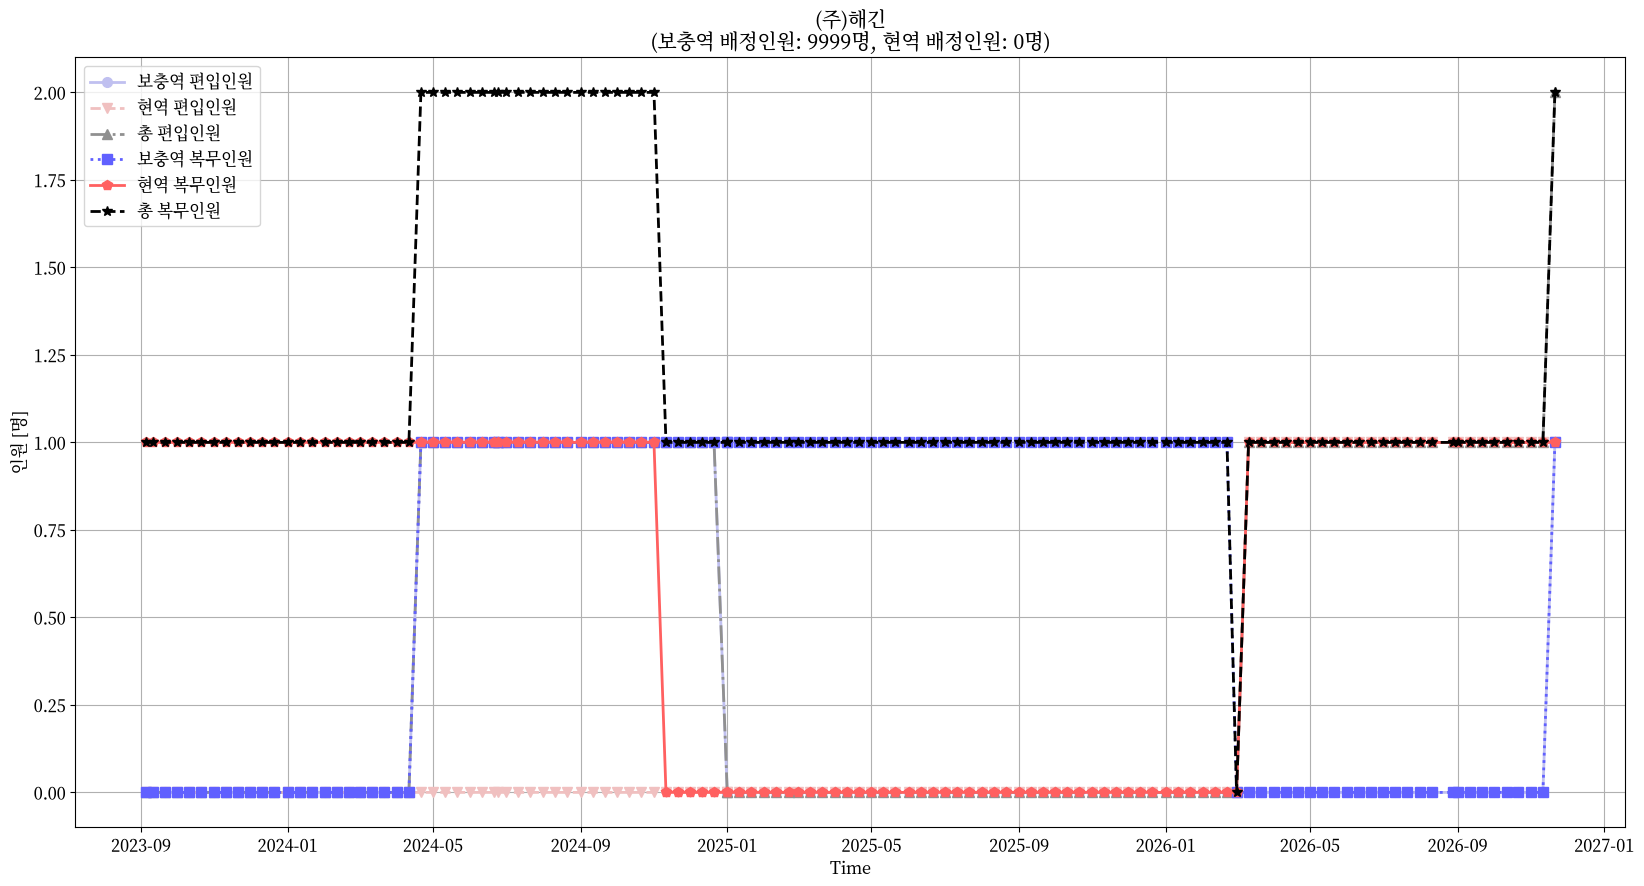 (주)해긴
(보충역 배정인원: 9999명, 현역 배정인원: 0명)
보충역 편입인원
현역 편입인원
총 편입인원
보충역 복무인원
현역 복무인원
총 복무인원
2.00
1.75
1.50
1.25
1.00
0.75
0.50
0.25
0.00
인원 [명]
2023-09 2024-01 2024-05 2024-09 2025-01 2025-05 2025-09 2026-01 2026-05 2026-09 2027-01
Time